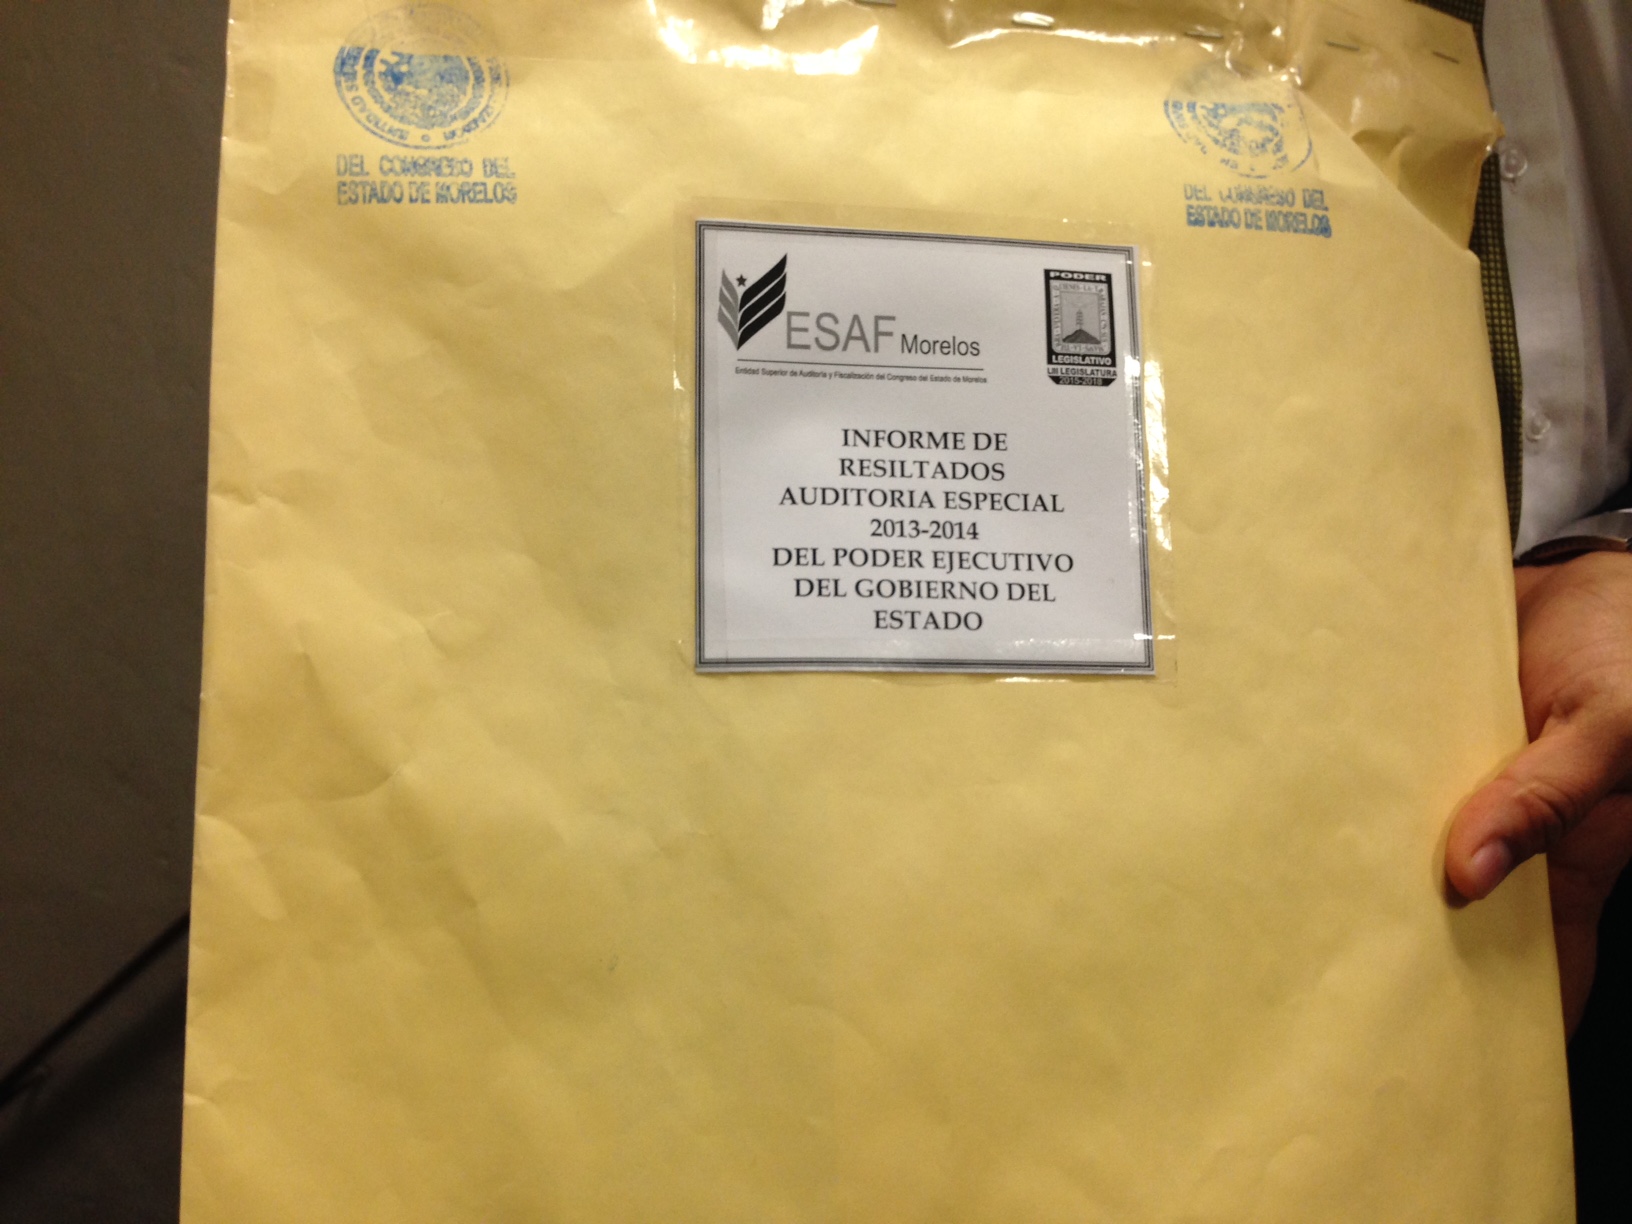 DEL CONGRESO DEL
ESTADO DE MORELOS
DEL CONGRESO DEL
ESTADO DE MORELOS
ESAF Morelos
Entidad Superior de Auditoría y Fiscalización del Congreso del Estado de Morelos
PODER
LEGISLATIVO
LIII LEGISLATURA
2015-2018
INFORME DE
RESILTADOS
AUDITORIA ESPECIAL
2013-2014
DEL PODER EJECUTIVO
DEL GOBIERNO DEL
ESTADO